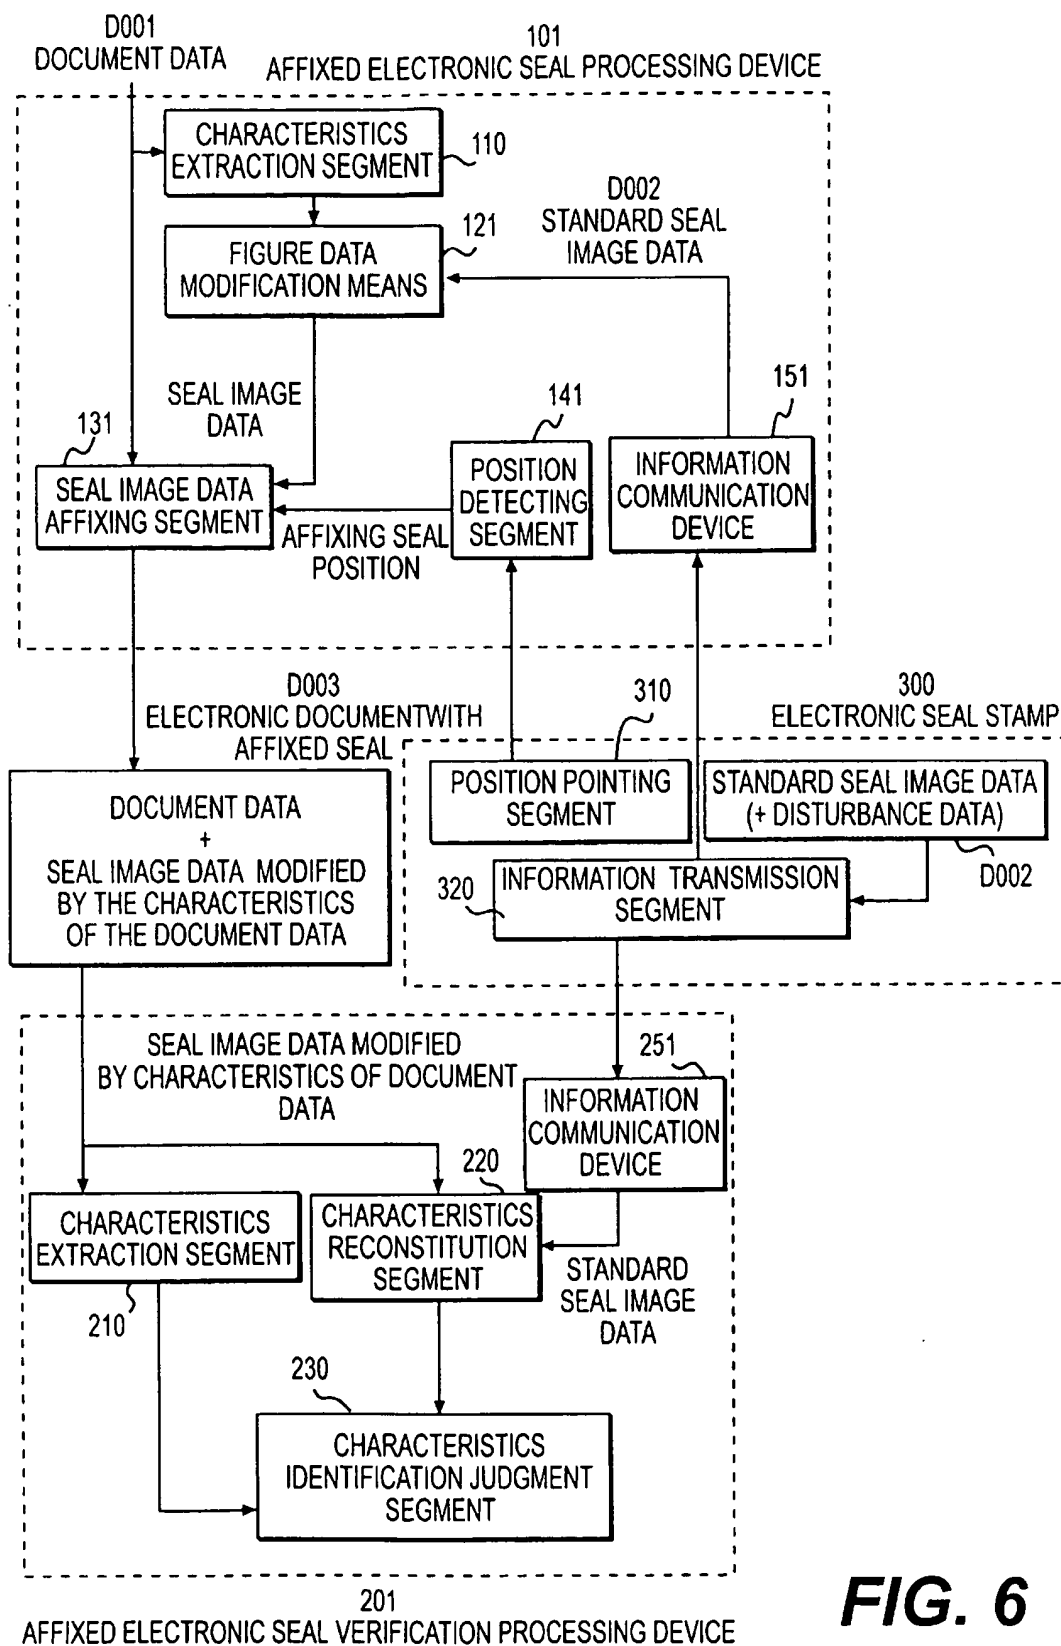 D001
DOCUMENT DATA
101
AFFIXED ELECTRONIC SEAL PROCESSING DEVICE
CHARACTERISTICS
EXTRACTION SEGMENT
110
FIGURE DATA
MODIFICATION MEANS
121
D002
STANDARD SEAL
IMAGE DATA
SEAL IMAGE
DATA
131
SEAL IMAGE DATA
AFFIXING SEGMENT
141
POSITION
DETECTING
SEGMENT
151
INFORMATION
COMMUNICATION
DEVICE
AFFIXING SEAL
POSITION
D003
ELECTRONIC DOCUMENTWITH
AFFIXED SEAL
310
300
ELECTRONIC SEAL STAMP
DOCUMENT DATA
+
SEAL IMAGE DATA MODIFIED
BY THE CHARACTERISTICS
OF THE DOCUMENT DATA
POSITION POINTING
SEGMENT
STANDARD SEAL IMAGE DATA
(+ DISTURBANCE DATA)
D002
320
INFORMATION TRANSMISSION
SEGMENT
SEAL IMAGE DATA MODIFIED
BY CHARACTERISTICS OF DOCUMENT
DATA
251
INFORMATION
COMMUNICATION
DEVICE
220
CHARACTERISTICS
EXTRACTION SEGMENT
210
CHARACTERISTICS
RECONSTITUTION
SEGMENT
STANDARD
SEAL IMAGE
DATA
230
CHARACTERISTICS
IDENTIFICATION JUDGMENT
SEGMENT
201
AFFIXED ELECTRONIC SEAL VERIFICATION PROCESSING DEVICE
FIG. 6